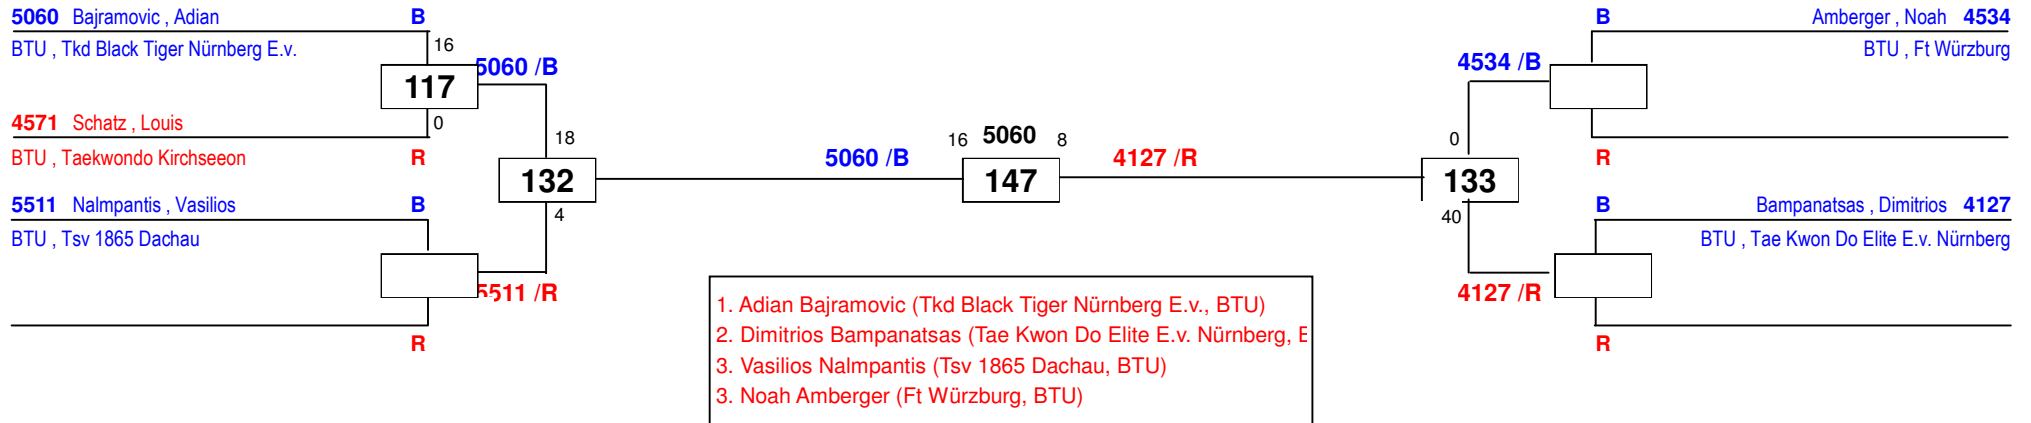 5060 Bajramovic , Adian B
BTU , Tkd Black Tiger Nürnberg E.v.
16
117
5060 /B
0
4571 Schatz , Louis
BTU , Taekwondo Kirchseeon R
18
132
4
5511 Nalmpantis , Vasilios B
BTU , Tsv 1865 Dachau
5511 /R
R
5060 /B
16 5060 8
147
4127 /R
B Amberger , Noah 4534
BTU , Ft Würzburg
4534 /B
0
133
40
R
B Bampanatsas , Dimitrios 4127
BTU , Tae Kwon Do Elite E.v. Nürnberg
4127 /R
R
1. Adian Bajramovic (Tkd Black Tiger Nürnberg E.v., BTU)
2. Dimitrios Bampanatsas (Tae Kwon Do Elite E.v. Nürnberg,
3. Vasilios Nalmpantis (Tsv 1865 Dachau, BTU)
3. Noah Amberger (Ft Würzburg, BTU)